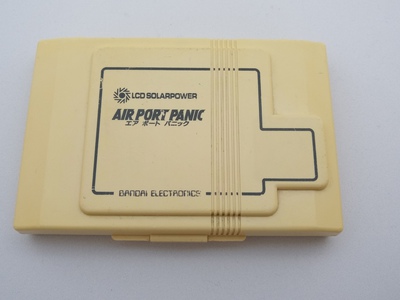 LCD SOLARPOWER
AIR PORT PANIC
エア ポート パニック
BANDAI ELECTRONICS